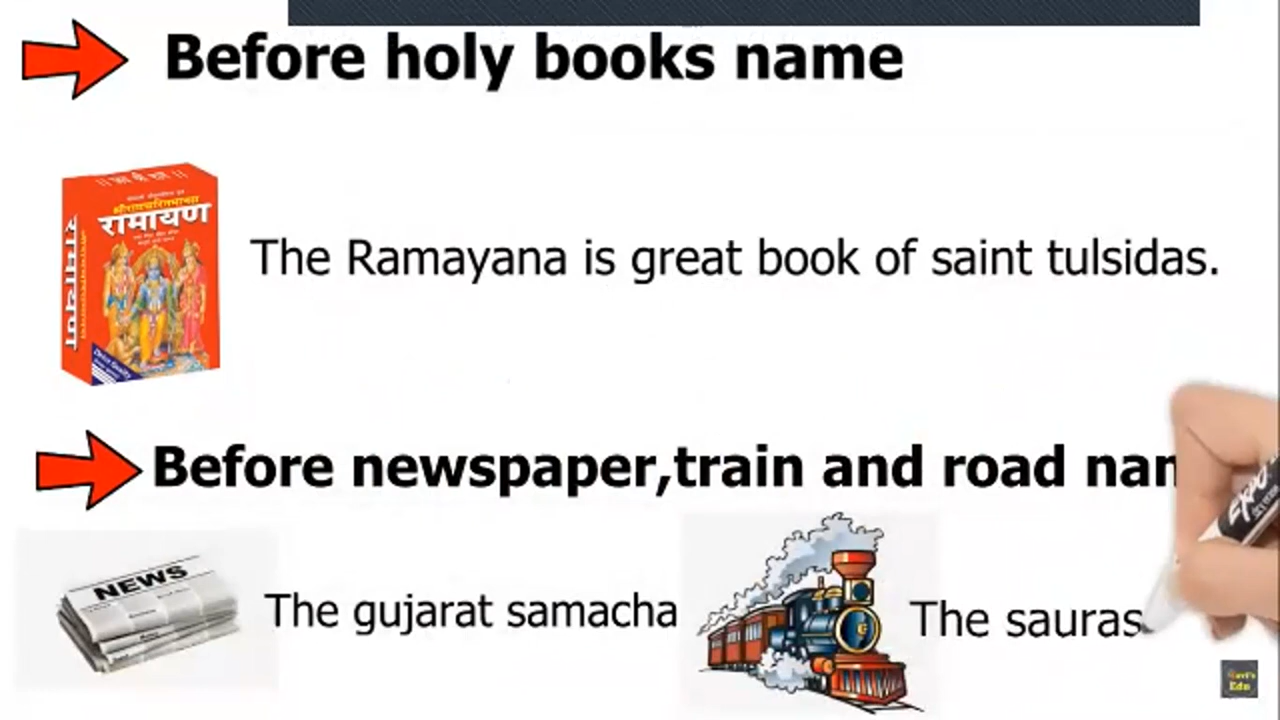 Before holy books name
रामायण
The Ramayana is great book of saint tulsidas.
Before newspaper,train and road nan
NEWS
The gujarat samacha
The sauras
EXPO